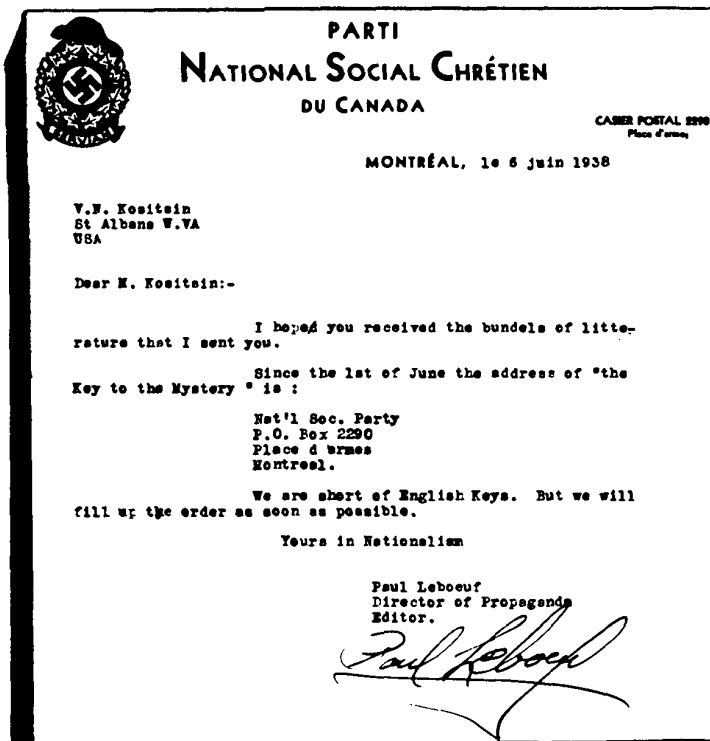 PARTI
NATIONAL SOCIAL CHRÉTIEN
DU CANADA
SERVIAM
CASIER POSTAL 2290
Place d'armes
MONTRÉAL, le 6 juin 1938
V.N. Kositsin
St Albans W.VA
USA
Dear M. Kositsin:-
I hoped you received the bundels of litte-
rature that I sent you.
Since the 1st of June the address of "the
Key to the Mystery " is :
Nat'l Soc. Party
P.O. Box 2290
Place d armes
Montreal.
We are short of English Keys. But we will
fill up the order as soon as possible.
Yours in Nationalism
Paul Leboeuf
Director of Propaganda
Editor.
Paul Leboeuf